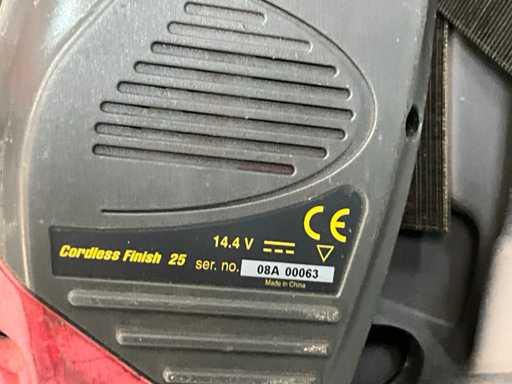 CE
14.4 V
Cordless Finish 25 ser. no. 08A 00063
Made in China